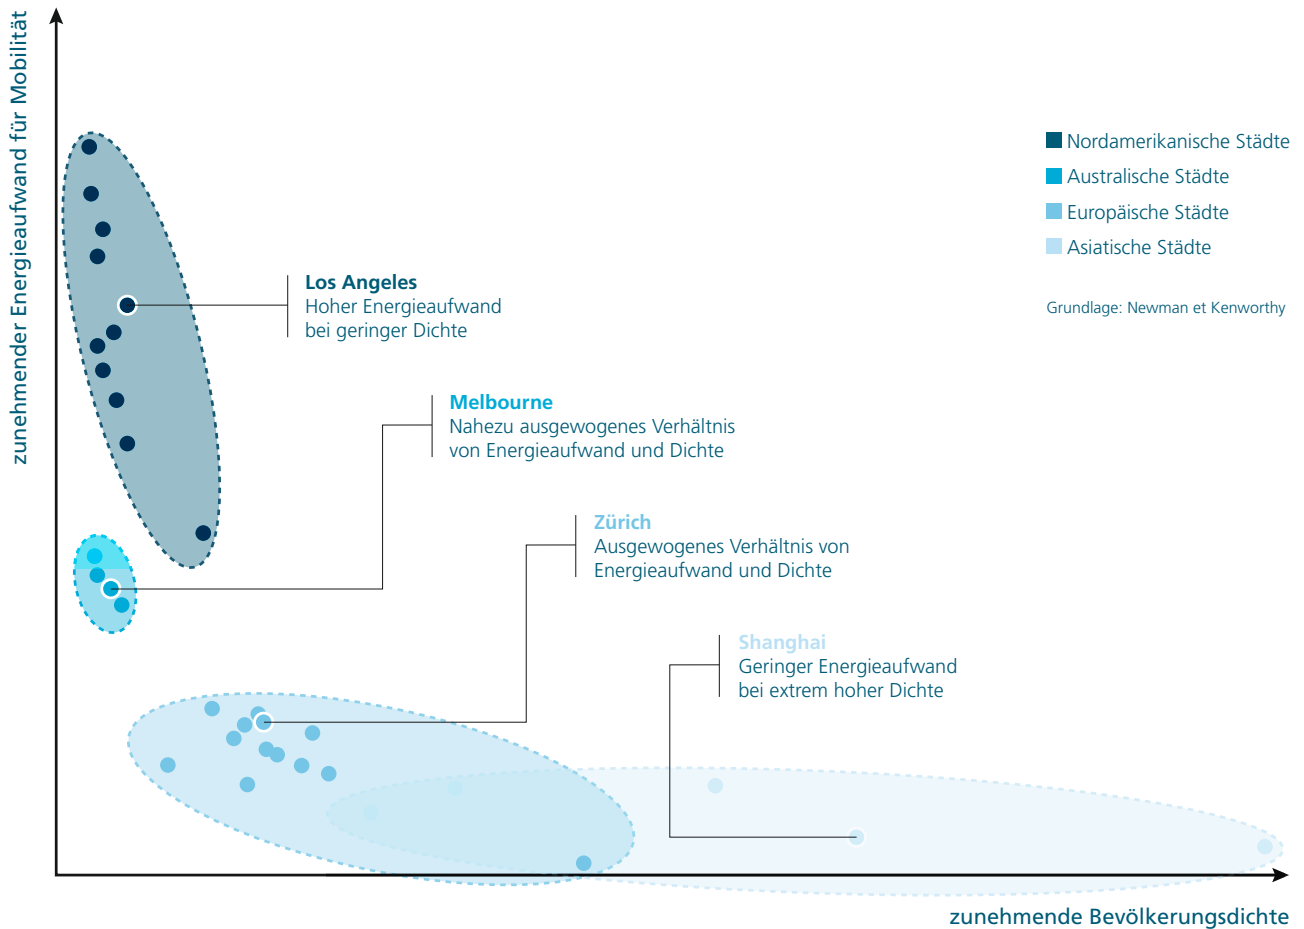 zunehmender Energieaufwand für Mobilität
Nordamerikanische Städte
Australische Städte
Europäische Städte
Asiatische Städte
Grundlage: Newman et Kenworthy
Los Angeles
Hoher Energieaufwand
bei geringer Dichte
Melbourne
Nahezu ausgewogenes Verhältnis
von Energieaufwand und Dichte
Zürich
Ausgewogenes Verhältnis von
Energieaufwand und Dichte
Shanghai
Geringer Energieaufwand
bei extrem hoher Dichte
zunehmende Bevölkerungsdichte